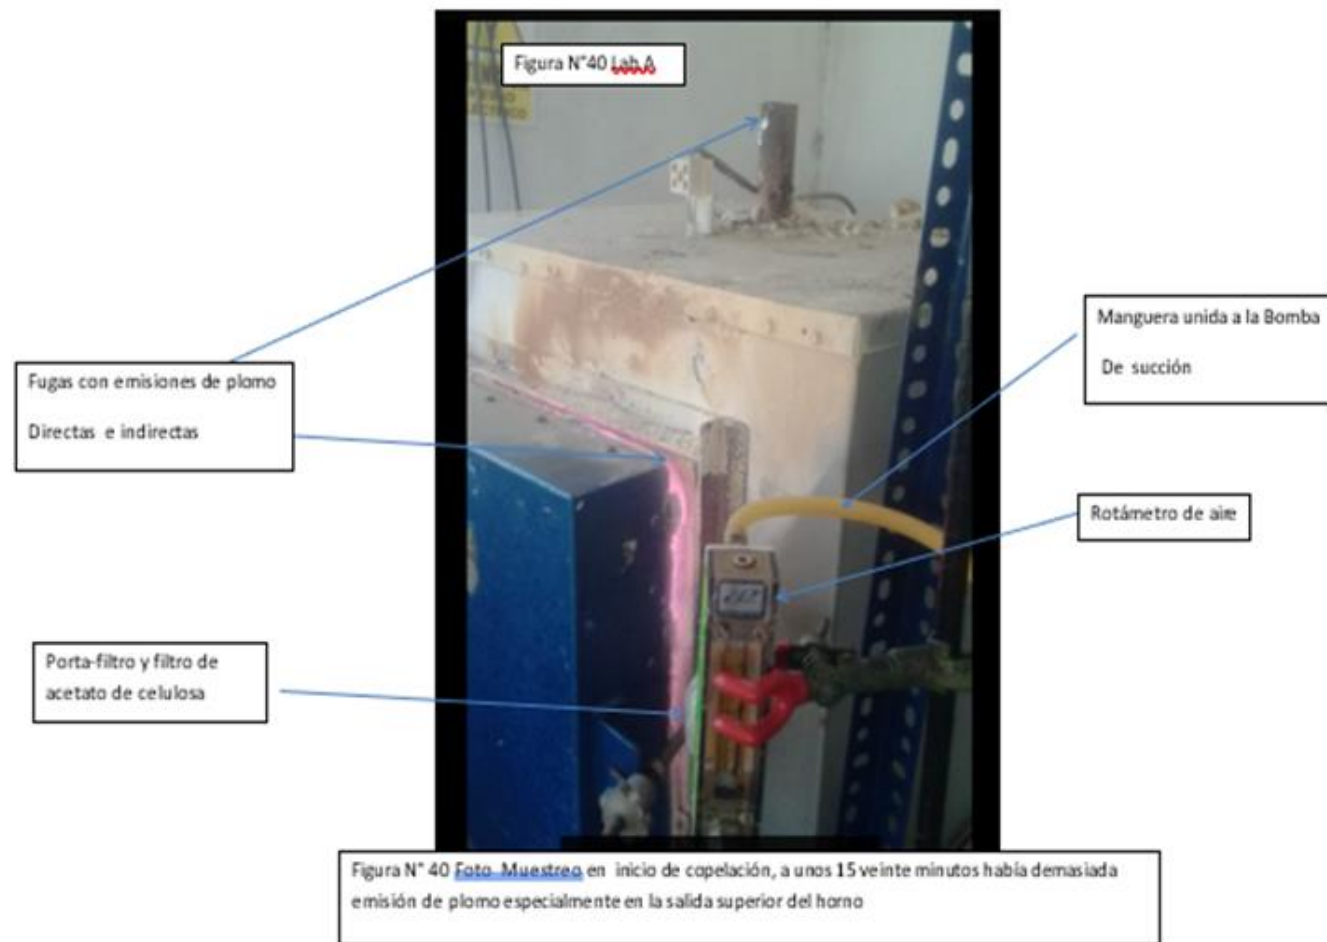 Figura N°40 Lab.A
Manguera unida a la Bomba
De succión
Fugas con emisiones de plomo
Directas e indirectas
Rotámetro de aire
Porta-filtro y filtro de
acetato de celulosa
Figura N° 40 Foto Muestreo en inicio de copelación, a unos 15 veinte minutos había demasiada
emisión de plomo especialmente en la salida superior del horno